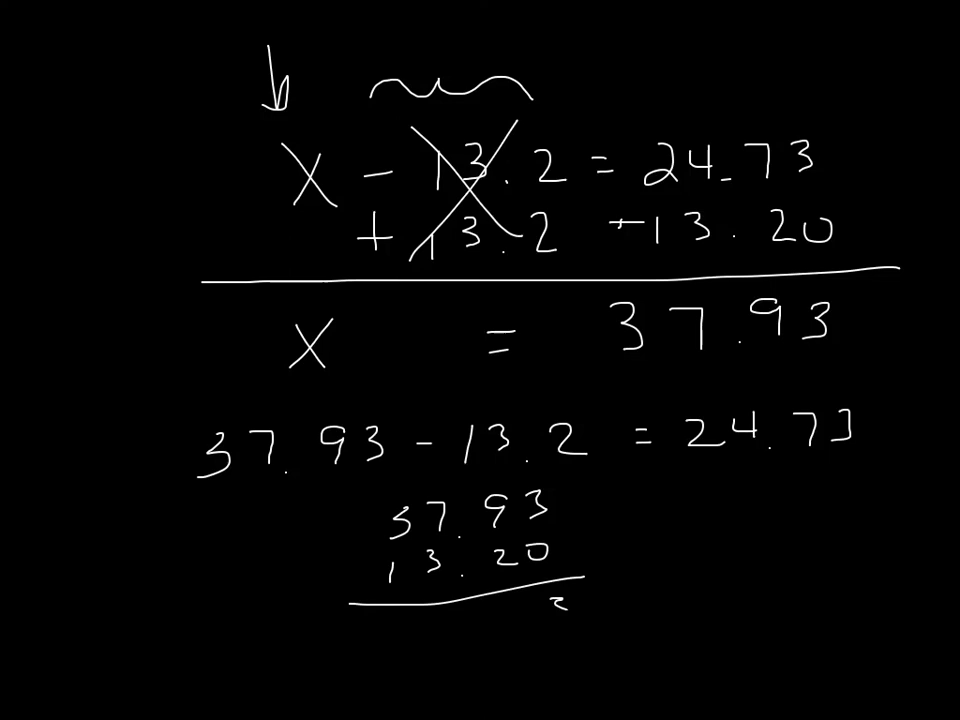 X - 13.2 = 24.73
+ 13.2 +13.20
X = 37.93
37.93 - 13.2 = 24.73
37.93
13.20